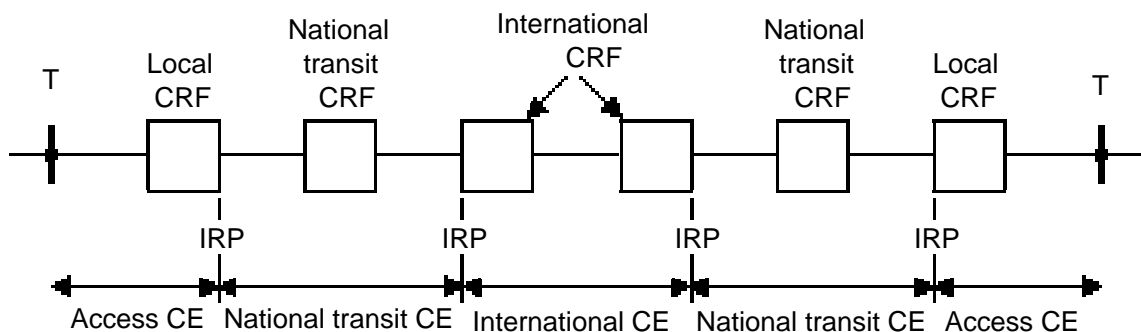 T
Local
CRF
National
transit
CRF
International
CRF
National
transit
CRF
Local
CRF
T
IRP
IRP
IRP
IRP
Access CE
National transit CE
International CE
National transit CE
Access CE